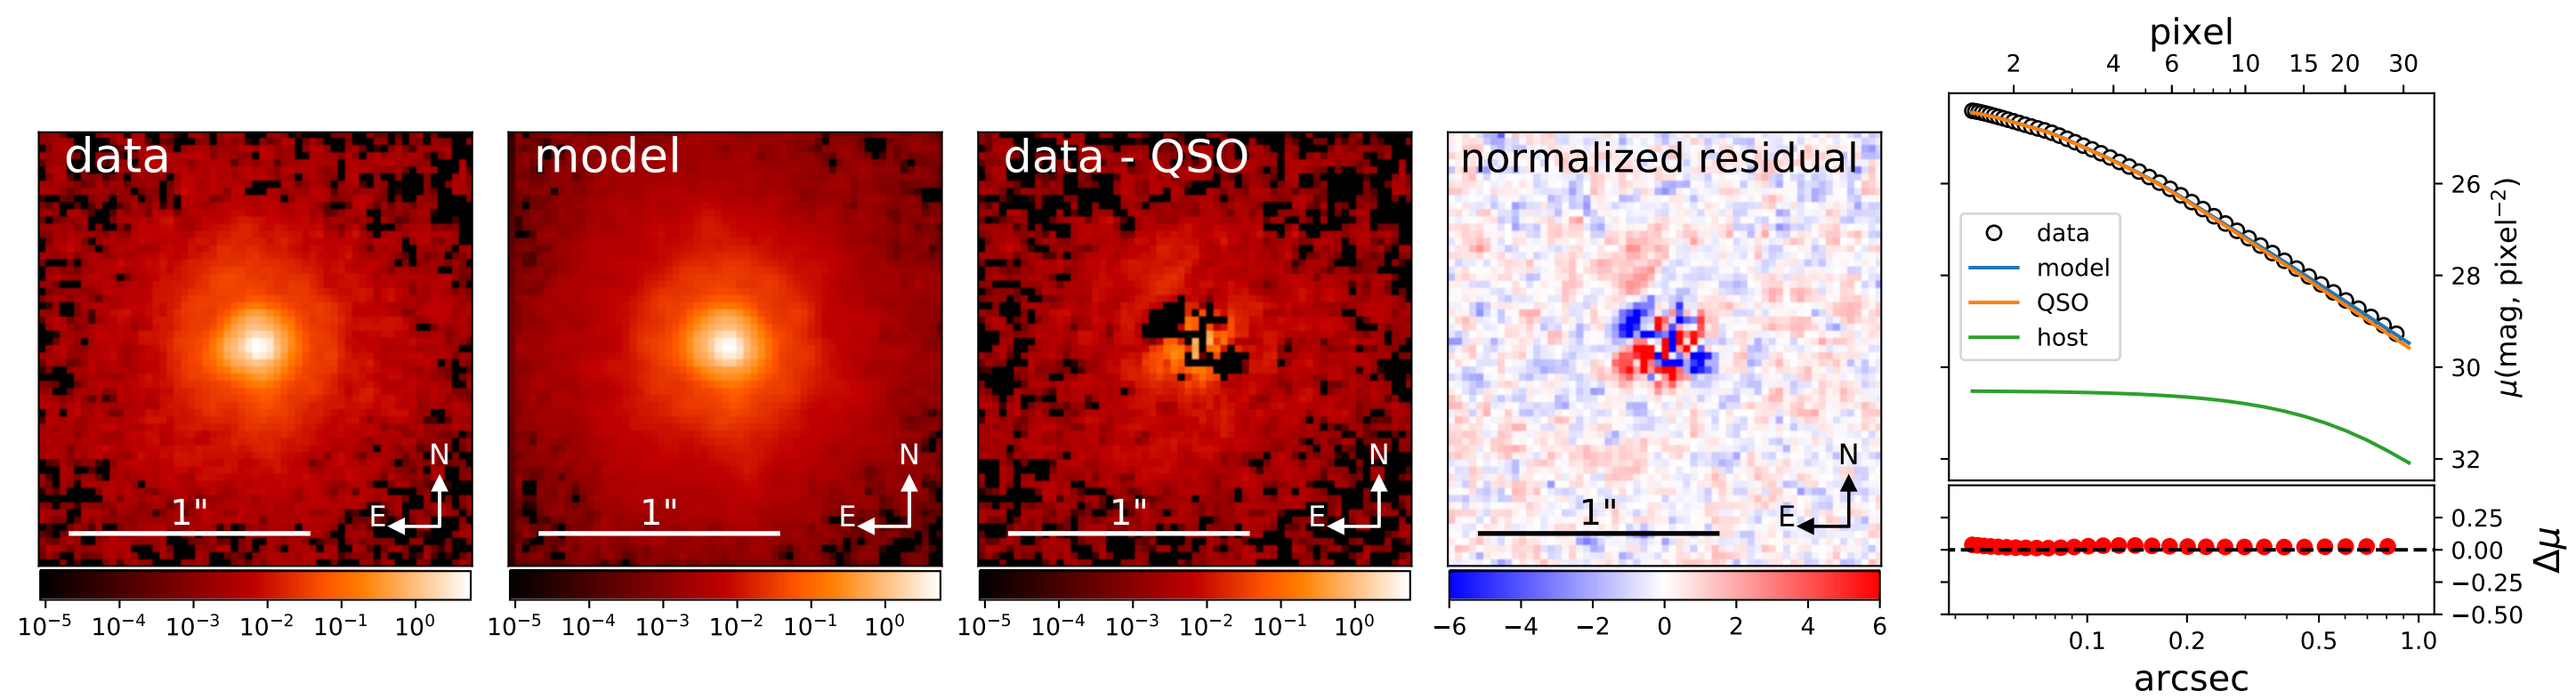 data
N
E
1"
10⁻⁵ 10⁻⁴ 10⁻³ 10⁻² 10⁻¹ 10⁰
model
N
E
1"
10⁻⁵ 10⁻⁴ 10⁻³ 10⁻² 10⁻¹ 10⁰
data - QSO
N
E
1"
10⁻⁵ 10⁻⁴ 10⁻³ 10⁻² 10⁻¹ 10⁰
normalized residual
N
E
1"
−6 −4 −2 0 2 4 6
pixel
2 4 6 10 15 20 30
data
model
QSO
host
26
28
30
32
μ(mag, pixel⁻²)
0.25
0.00
−0.25
−0.50
Δμ
0.1 0.2 0.5 1.0
arcsec